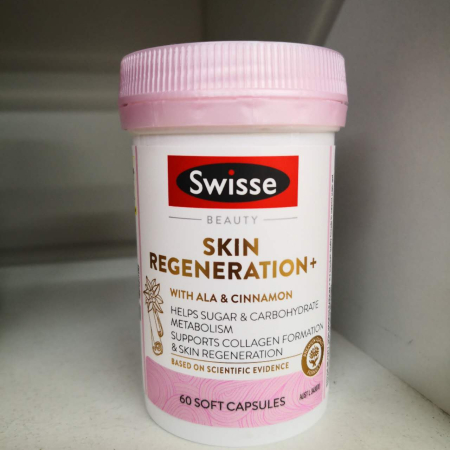 Swisse
BEAUTY
SKIN
REGENERATION+
WITH ALA & CINNAMON
HELPS SUGAR & CARBOHYDRATE
METABOLISM
SUPPORTS COLLAGEN FORMATION
& SKIN REGENERATION
BASED ON SCIENTIFIC EVIDENCE
60 SOFT CAPSULES